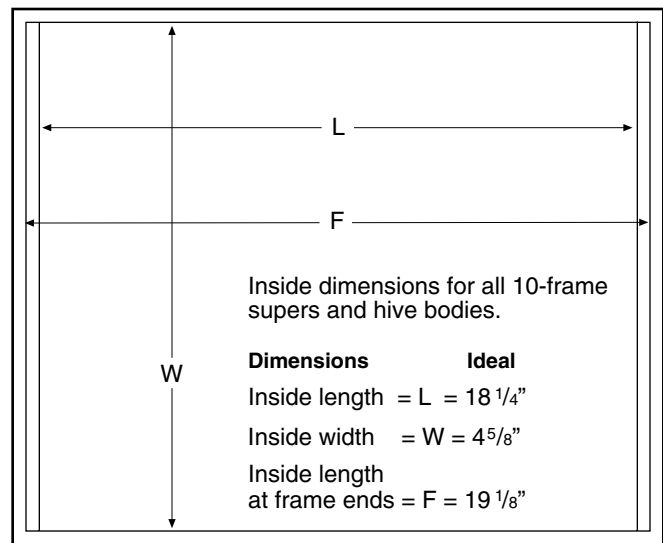 L
F
W
Inside dimensions for all 10-frame
supers and hive bodies.
Dimensions Ideal
Inside length = L = 18 1/4”
Inside width = W = 4 5/8”
Inside length
at frame ends = F = 19 1/8”